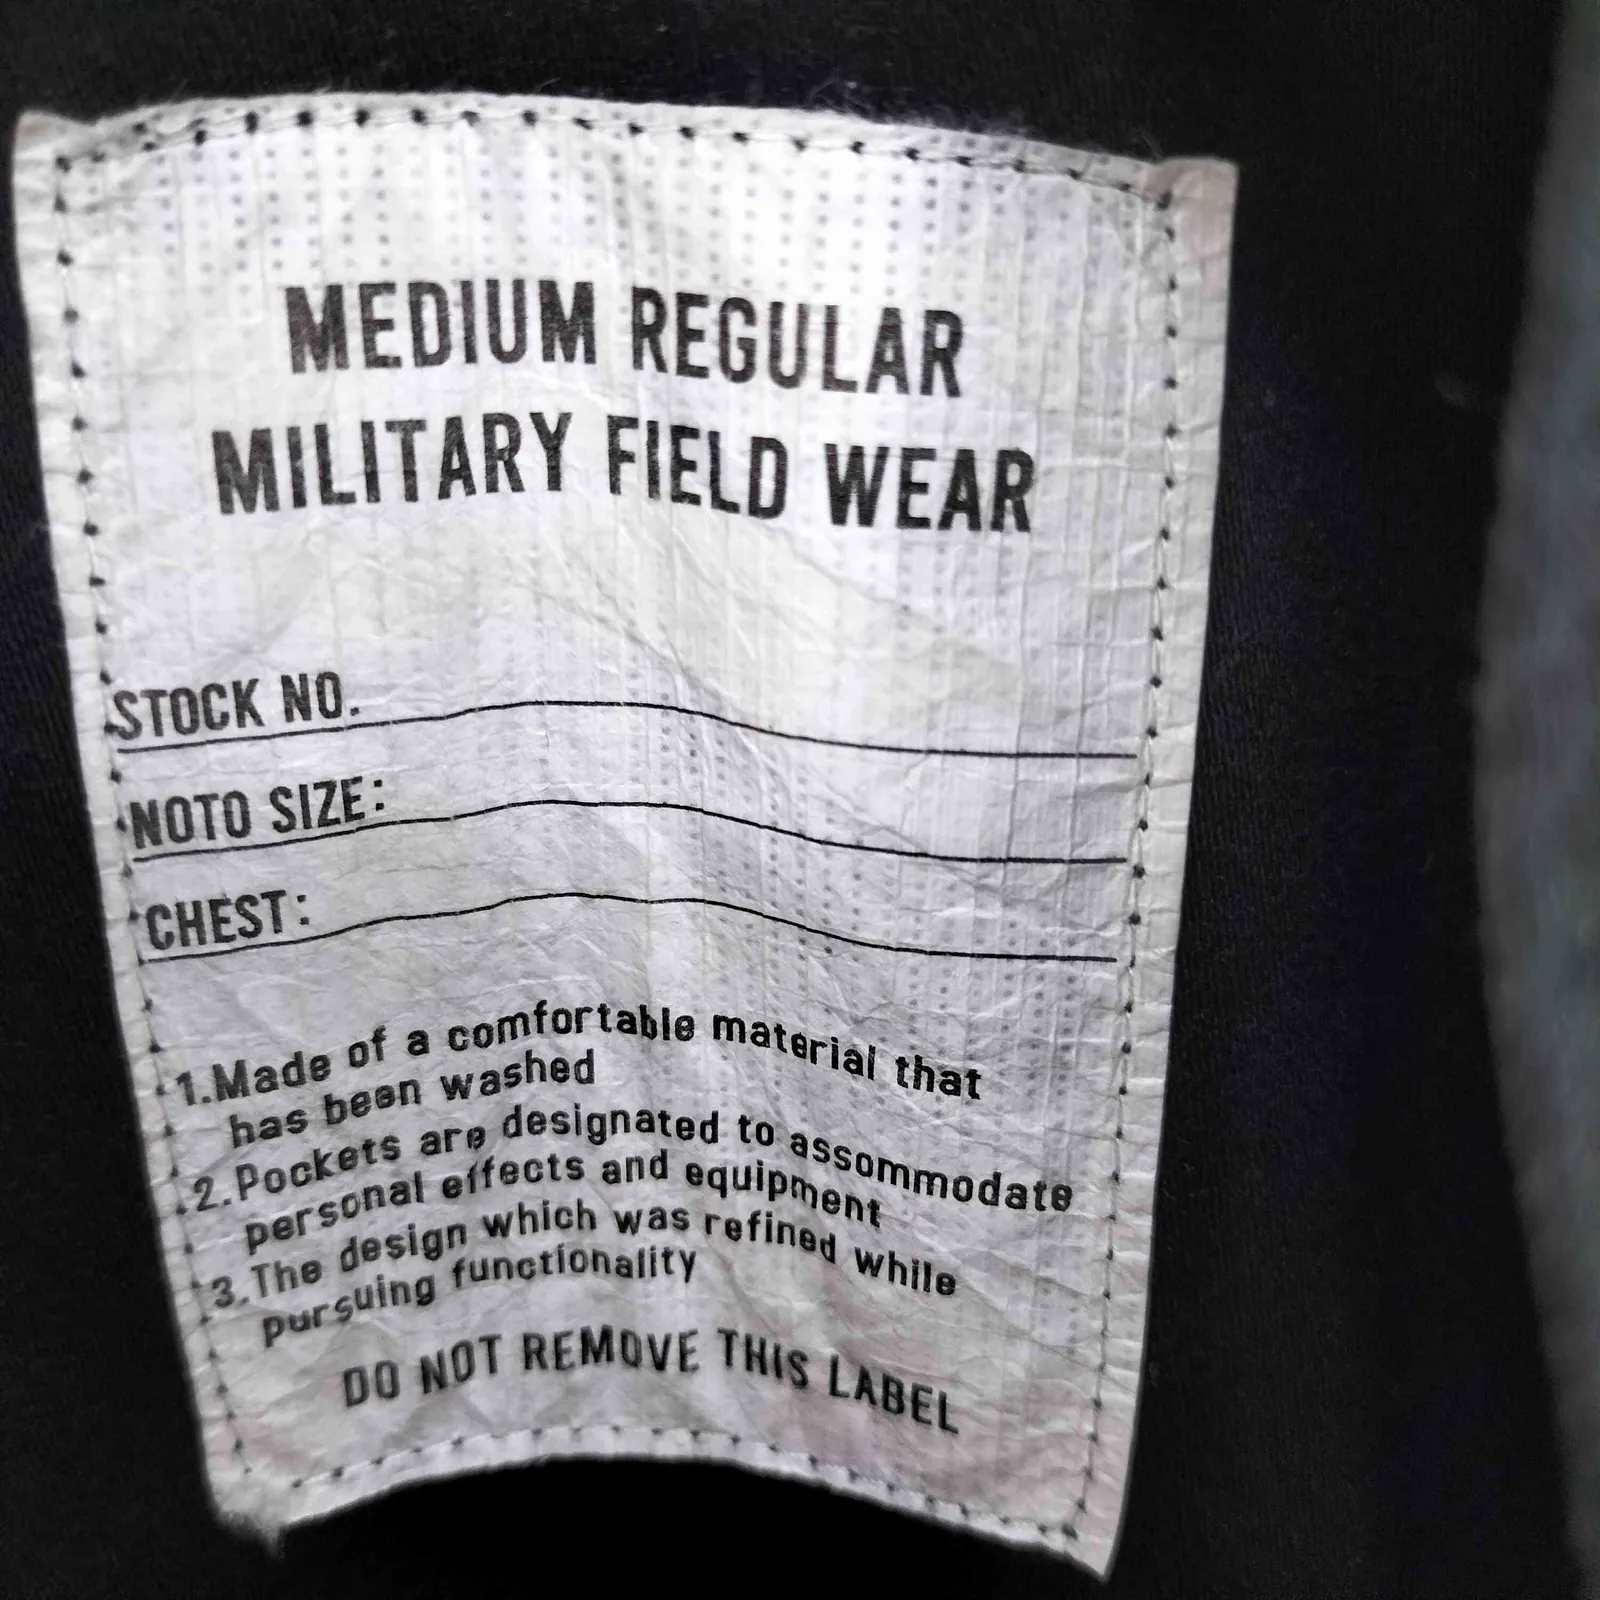 MEDIUM REGULAR
MILITARY FIELD WEAR
STOCK NO.
NOTO SIZE:
CHEST:
1.Made of a comfortable material that
has been washed
2.Pockets are designated to assommodate
personal effects and equipment
3.The design which was refined while
pursuing functionality
DO NOT REMOVE THIS LABEL